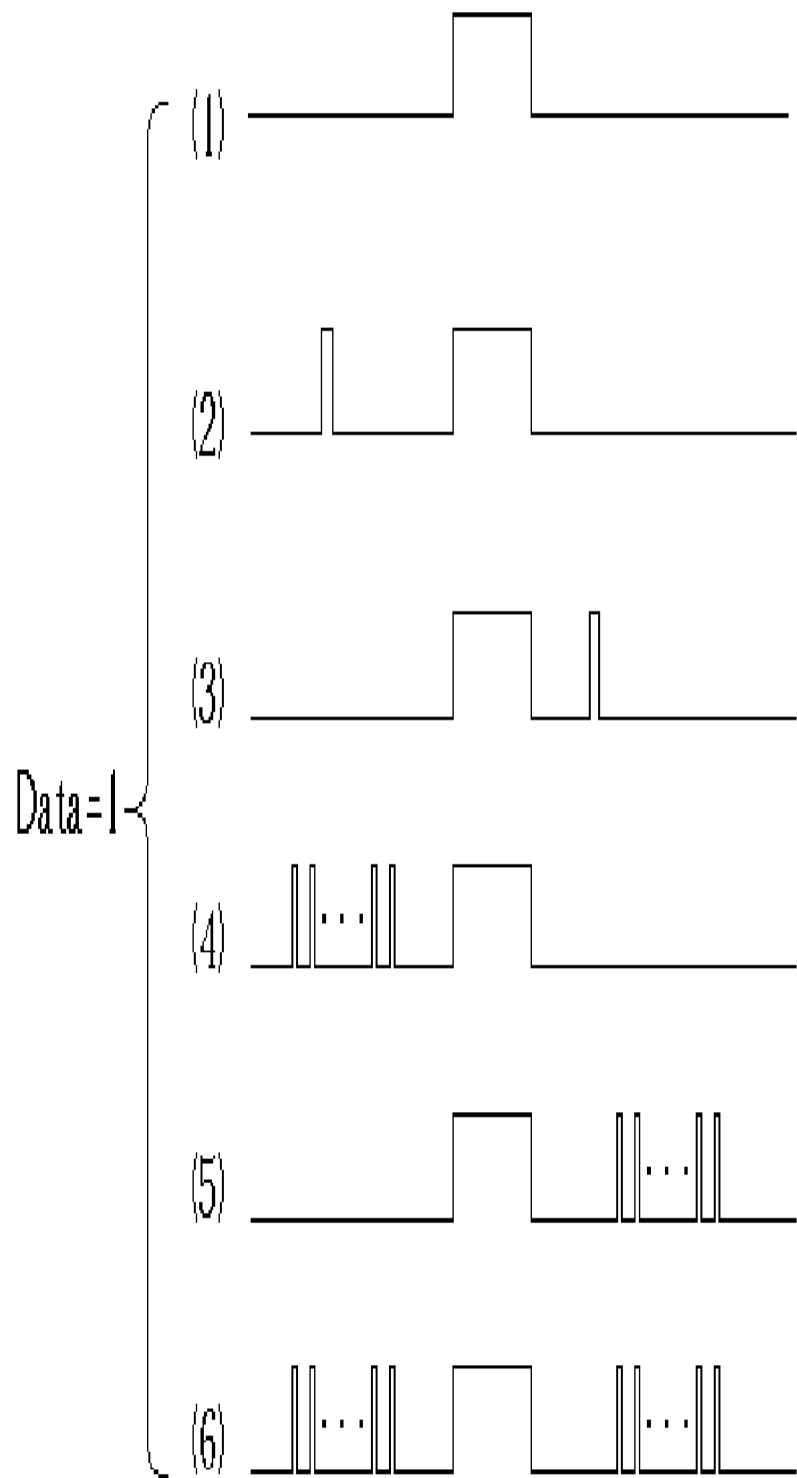 (1)
(2)
(3)
Data=1
(4)
. . .
(5)
. . .
(6)
. . . . . .